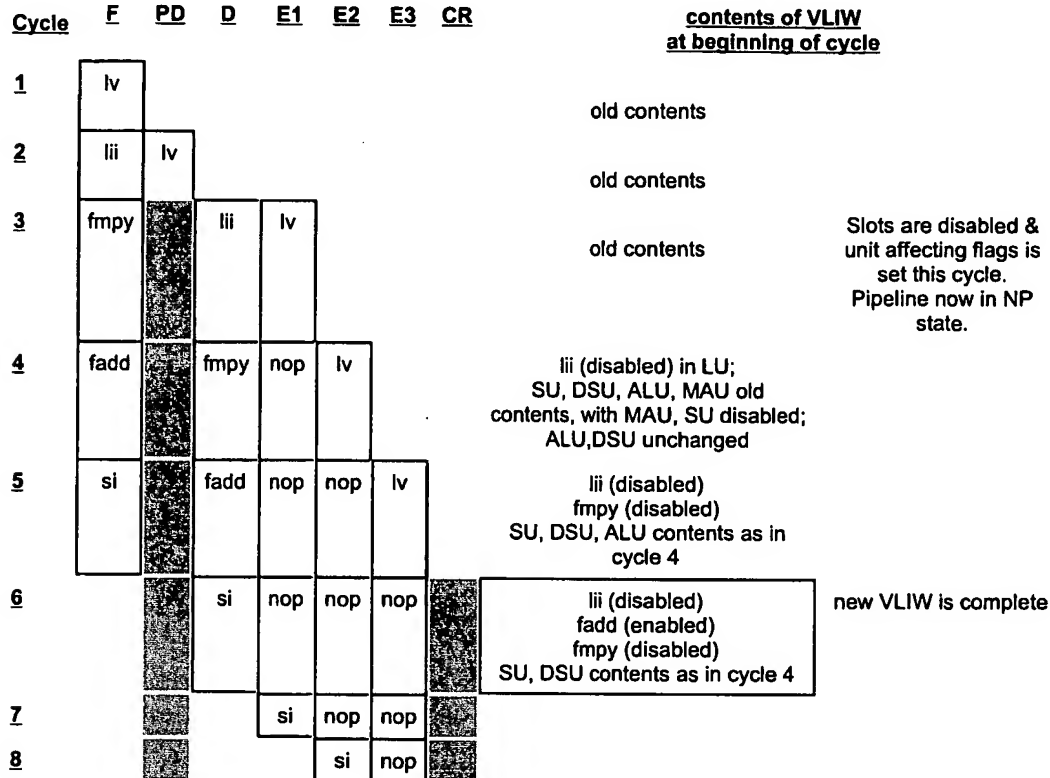 Cycle F PD D E1 E2 E3 CR contents of VLIW
at beginning of cycle
1 lv
old contents
2 lii lv
old contents
3 fmpy lii lv
old contents
Slots are disabled &
unit affecting flags is
set this cycle.
Pipeline now in NP
state.
4 fadd fmpy nop lv
lii (disabled) in LU;
SU, DSU, ALU, MAU old
contents, with MAU, SU disabled;
ALU,DSU unchanged
5 si fadd nop nop lv
lii (disabled)
fmpy (disabled)
SU, DSU, ALU contents as in
cycle 4
6 si nop nop nop
lii (disabled)
fadd (enabled)
fmpy (disabled)
SU, DSU contents as in cycle 4
new VLIW is complete
7 si nop nop
8 si nop